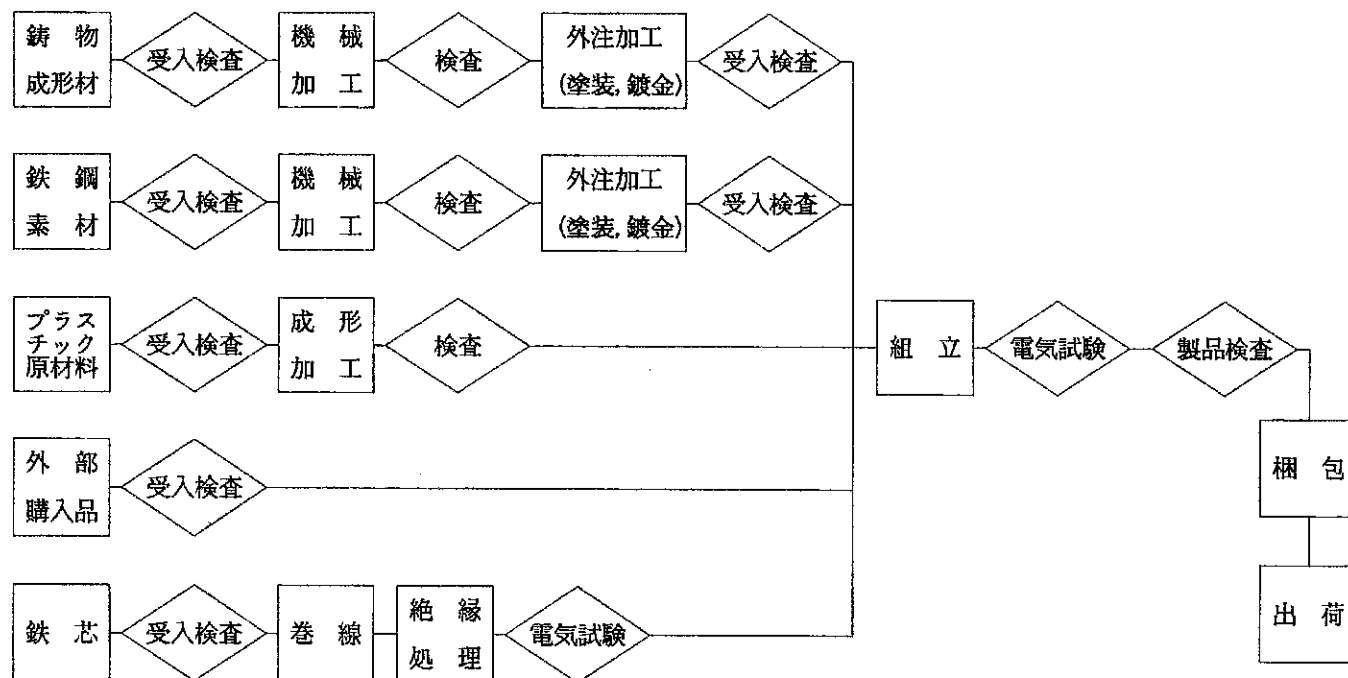 鋳物
成形材
受入検査
機械
加工
検査
外注加工
(塗装,鍍金)
受入検査
鉄鋼
素材
受入検査
機械
加工
検査
外注加工
(塗装,鍍金)
受入検査
プラス
チック
原材料
受入検査
成形
加工
検査
組立
電気試験
製品検査
外部
購入品
受入検査
梱包
鉄芯
受入検査
巻線
絶縁
処理
電気試験
出荷